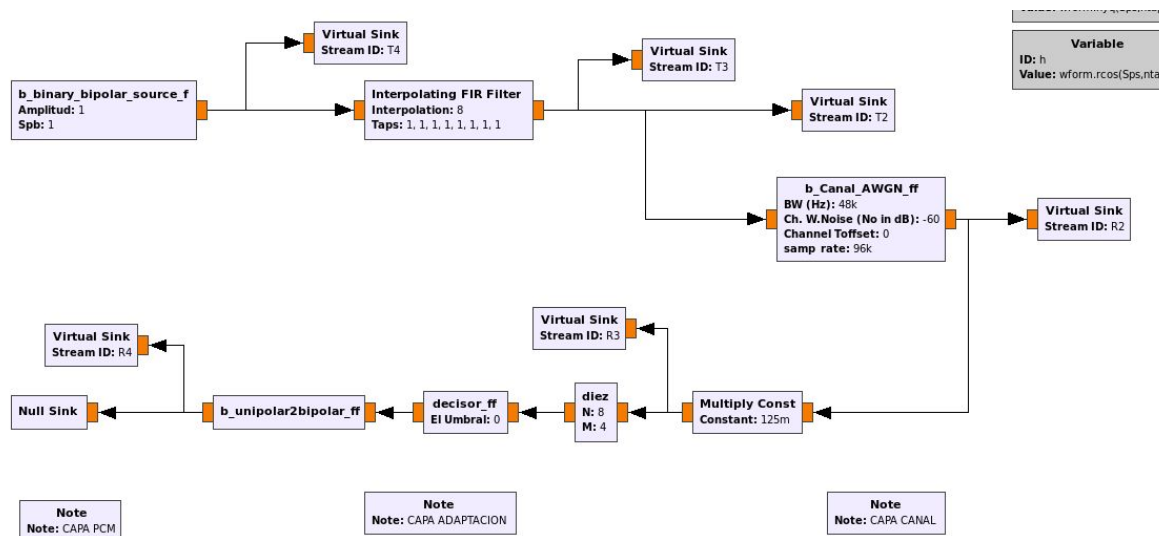 Virtual Sink
Stream ID: T4
b_binary_bipolar_source_f
Amplitud: 1
Spb: 1
Interpolating FIR Filter
Interpolation: 8
Taps: 1, 1, 1, 1, 1, 1, 1, 1
Virtual Sink
Stream ID: T3
Virtual Sink
Stream ID: T2
Variable
ID: h
Value: wform.rcos(Sps,nta
b_Canal_AWGN_ff
BW (Hz): 48k
Ch. W.Noise (No in dB): -60
Channel Toffset: 0
samp_rate: 96k
Virtual Sink
Stream ID: R2
Virtual Sink
Stream ID: R4
Virtual Sink
Stream ID: R3
Null Sink
b_unipolar2bipolar_ff
decisor_ff
El Umbral: 0
diez
N: 8
M: 4
Multiply Const
Constant: 125m
Note
Note: CAPA PCM
Note
Note: CAPA ADAPTACION
Note
Note: CAPA CANAL